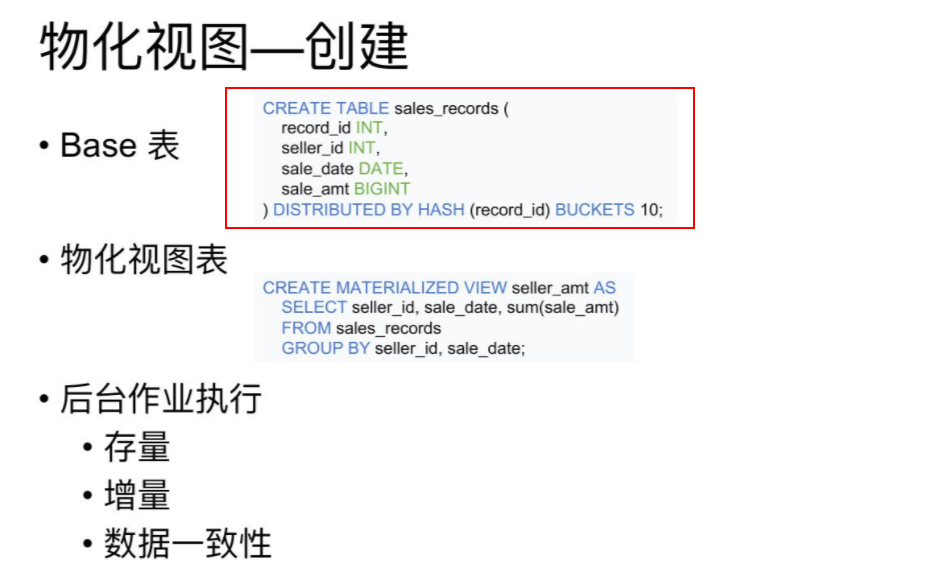 物化视图—创建
• Base 表
CREATE TABLE sales_records (
record_id INT,
seller_id INT,
sale_date DATE,
sale_amt BIGINT
) DISTRIBUTED BY HASH (record_id) BUCKETS 10;
• 物化视图表
CREATE MATERIALIZED VIEW seller_amt AS
SELECT seller_id, sale_date, sum(sale_amt)
FROM sales_records
GROUP BY seller_id, sale_date;
• 后台作业执行
• 存量
• 增量
• 数据一致性